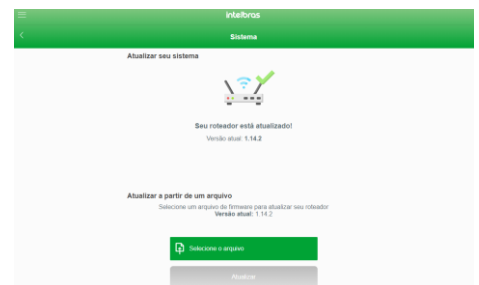 intelbras
Sistema
Atualizar seu sistema
Seu roteador está atualizado!
Versão atual: 1.14.2
Atualizar a partir de um arquivo
Selecione um arquivo de firmware para atualizar seu roteador
Versão atual: 1.14.2
Selecione o arquivo
Atualizar